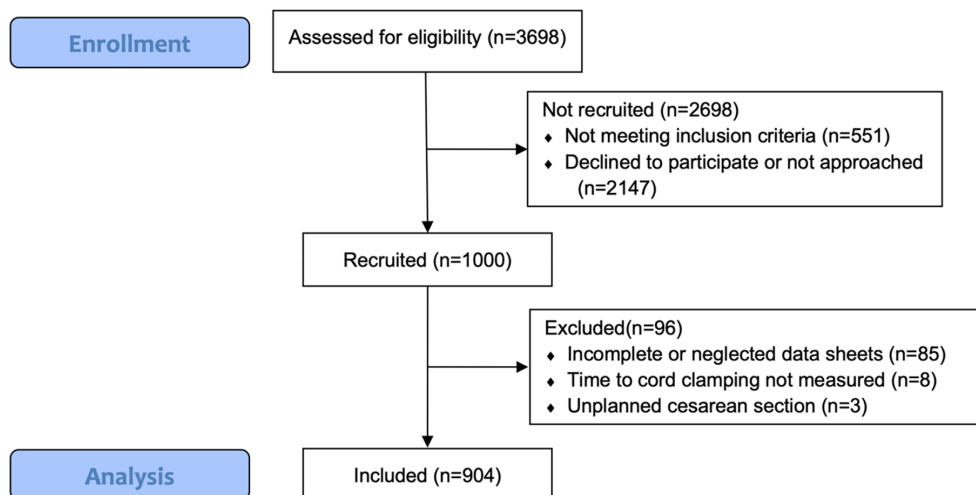 Enrollment
Assessed for eligibility (n=3698)
Not recruited (n=2698)
♦ Not meeting inclusion criteria (n=551)
♦ Declined to participate or not approached
(n=2147)
Recruited (n=1000)
Excluded(n=96)
♦ Incomplete or neglected data sheets (n=85)
♦ Time to cord clamping not measured (n=8)
♦ Unplanned cesarean section (n=3)
Analysis
Included (n=904)